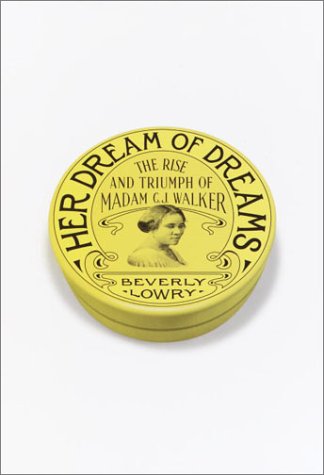 HER DREAM OF DREAMS
THE RISE
AND TRIUMPH OF
MADAM C.J. WALKER
BEVERLY
LOWRY